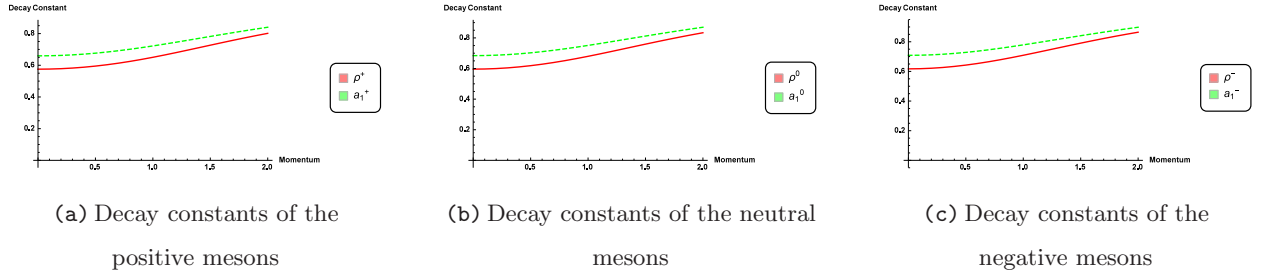 Decay Constant
0.8
0.6
0.4
0.2
0.5
1.0
1.5
2.0
Momentum
ρ⁺
a₁⁺
(a) Decay constants of the
positive mesons
Decay Constant
0.8
0.6
0.4
0.2
0.5
1.0
1.5
2.0
Momentum
ρ⁰
a₁⁰
(b) Decay constants of the neutral
mesons
Decay Constant
0.8
0.6
0.4
0.2
0.5
1.0
1.5
2.0
Momentum
ρ⁻
a₁⁻
(c) Decay constants of the
negative mesons